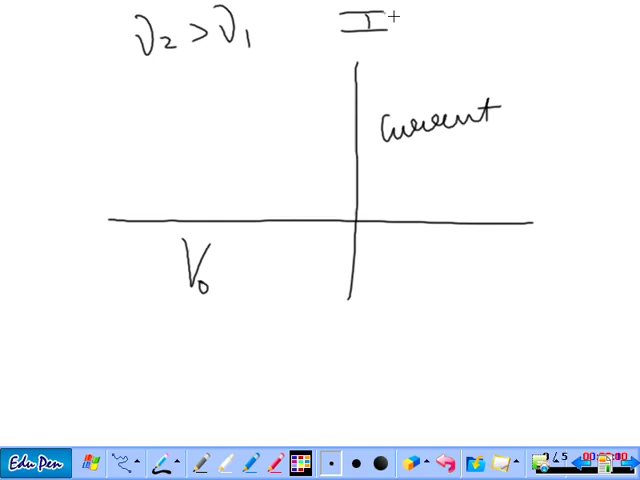 ν₂ > ν₁
I
Current
V₀
Edu Pen